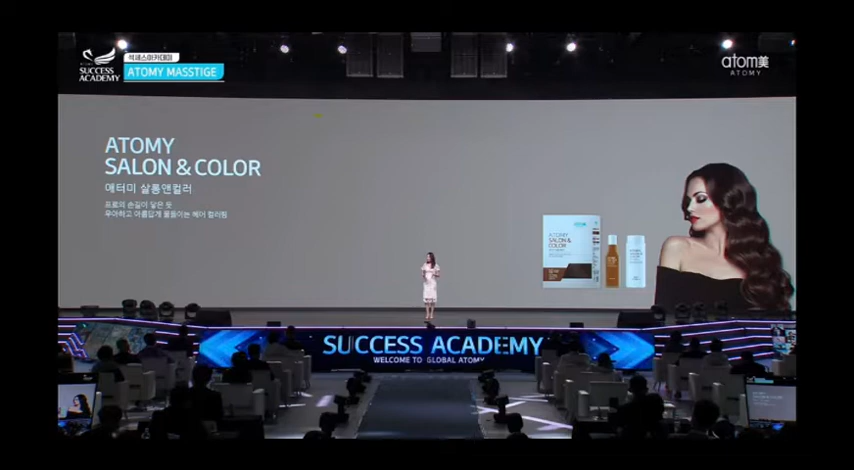 SUCCESS
ACADEMY
석세스아카데미
ATOMY MASSTIGE
atom美
ATOMY
ATOMY
SALON & COLOR
애터미 살롱앤컬러
프로의 손길이 닿은 듯
우아하고 아름답게 물들이는 헤어 컬러링
ATOMY
SALON &
COLOR
SUCCESS ACADEMY
WELCOME TO GLOBAL ATOMY